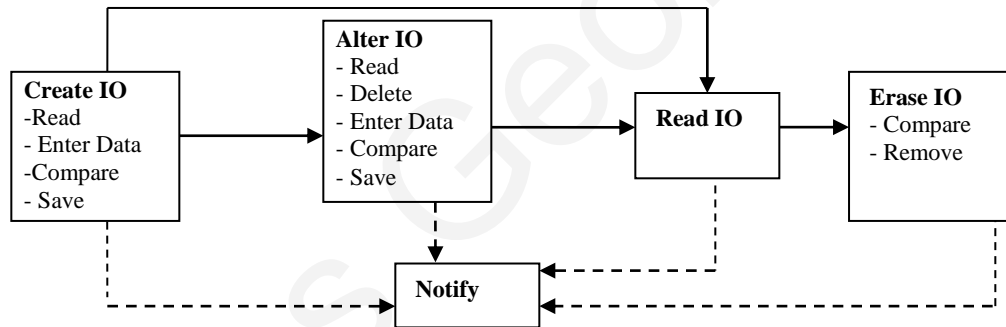 Create IO
-Read
- Enter Data
-Compare
- Save
Alter IO
- Read
- Delete
- Enter Data
- Compare
- Save
Read IO
Erase IO
- Compare
- Remove
Notify